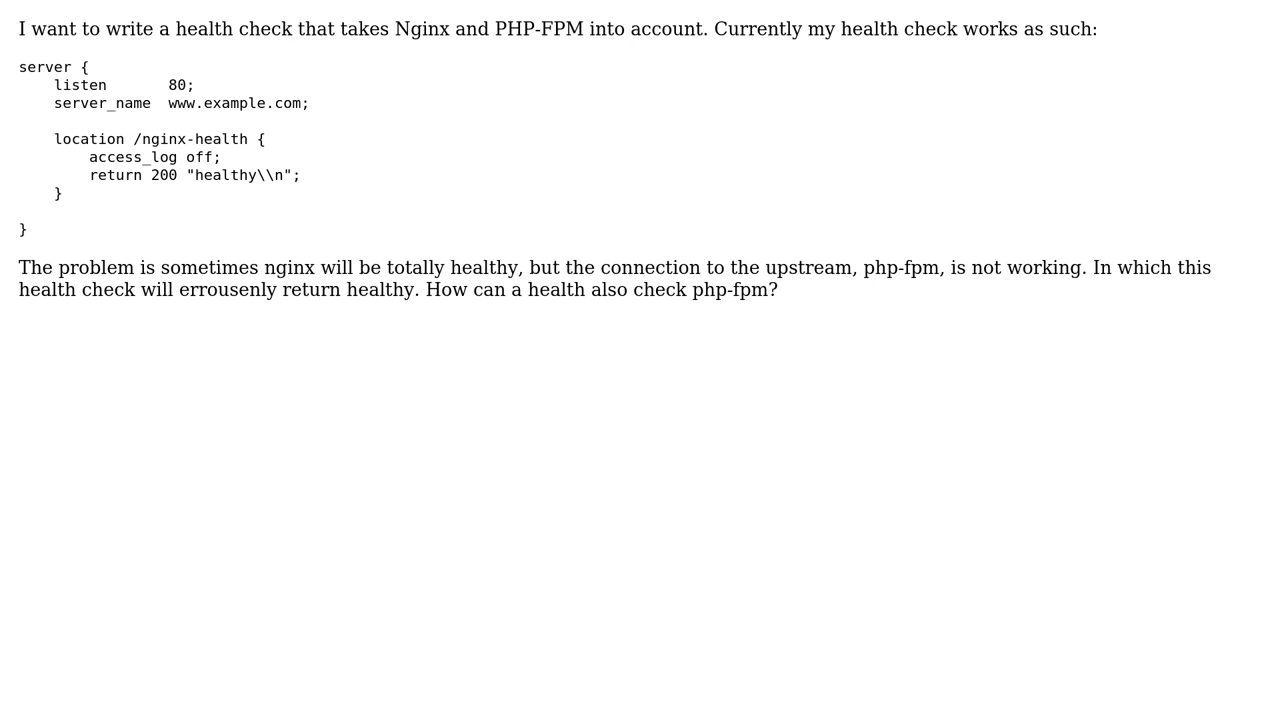 I want to write a health check that takes Nginx and PHP-FPM into account. Currently my health check works as such:
server {
    listen       80;
    server_name  www.example.com;
    location /nginx-health {
        access_log off;
        return 200 "healthy\\n";
    }
}
The problem is sometimes nginx will be totally healthy, but the connection to the upstream, php-fpm, is not working. In which this
health check will errousenly return healthy. How can a health also check php-fpm?